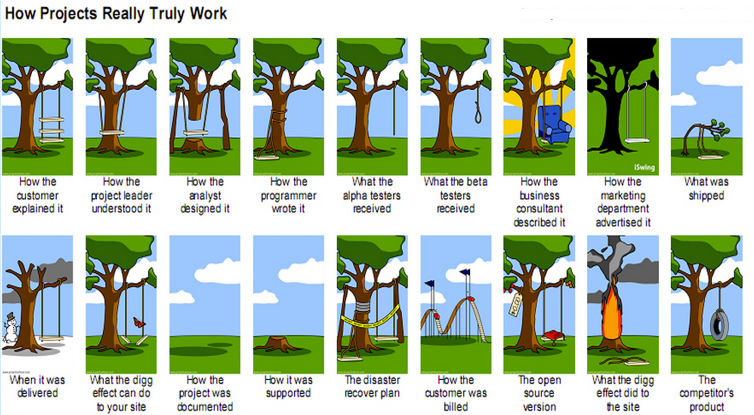 How Projects Really Truly Work
iSwing
How the
customer
explained it
How the
project leader
understood it
How the
analyst
designed it
How the
programmer
wrote it
What the
alpha testers
received
What the beta
testers
received
How the
business
consultant
described it
How the
marketing
department
advertised it
What was
shipped
When it was
delivered
What the digg
effect can do
to your site
How the
project was
documented
How it was
supported
The disaster
recover plan
How the
customer was
billed
The open
source
version
What the digg
effect did to
the site
The
competitor's
product